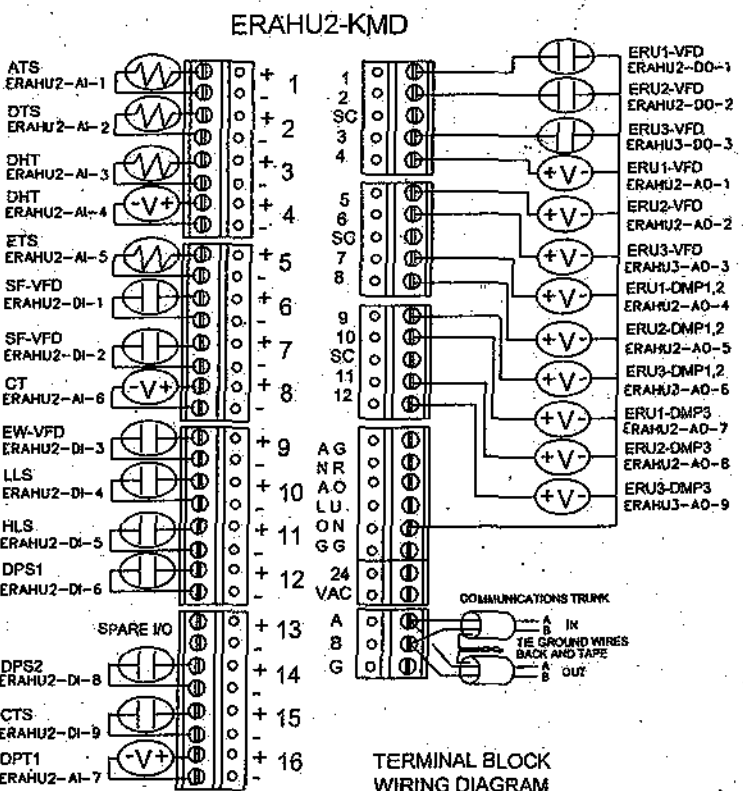 ERAHU2-KMD
ATS
ERAHU2-AI-1
+ 1
-
DTS
ERAHU2-AI-2
+ 2
-
DHT
ERAHU2-AI-3
+ 3
-
DHT
ERAHU2-AI-4
-V+
+ 4
-
ETS
ERAHU2-AI-5
+ 5
-
SF-VFD
ERAHU2-DI-1
+ 6
-
SF-VFD
ERAHU2-DI-2
+ 7
-
CT
ERAHU2-AI-6
-V+
+ 8
-
EW-VFD
ERAHU2-DI-3
+ 9
-
LLS
ERAHU2-DI-4
+ 10
-
HLS
ERAHU2-DI-5
+ 11
-
DPS1
ERAHU2-DI-6
+ 12
-
SPARE I/O
+ 13
-
DPS2
ERAHU2-DI-8
+ 14
-
CTS
ERAHU2-DI-9
+ 15
-
DPT1
ERAHU2-AI-7
-V+
+ 16
-
1
2
SC
3
4
5
6
SC
7
8
9
10
SC
11
12
A G
N R
A O
L U
O N
G G
24
VAC
A
B
G
ERU1-VFD
ERAHU2-DO-1
ERU2-VFD
ERAHU2-DO-2
ERU3-VFD
ERAHU3-DO-3
+V-
ERU1-VFD
ERAHU2-AO-1
+V-
ERU2-VFD
ERAHU2-AO-2
+V-
ERU3-VFD
ERAHU3-AO-3
+V-
ERU1-DMP1,2
ERAHU2-AO-4
+V-
ERU2-DMP1,2
ERAHU2-AO-5
+V-
ERU3-DMP1,2
ERAHU3-AO-6
+V-
ERU1-DMP3
ERAHU2-AO-7
+V-
ERU2-DMP3
ERAHU2-AO-8
+V-
ERU3-DMP3
ERAHU3-AO-9
COMMUNICATIONS TRUNK
A
B IN
TIE GROUND WIRES
BACK AND TAPE
A
B OUT
TERMINAL BLOCK
WIRING DIAGRAM